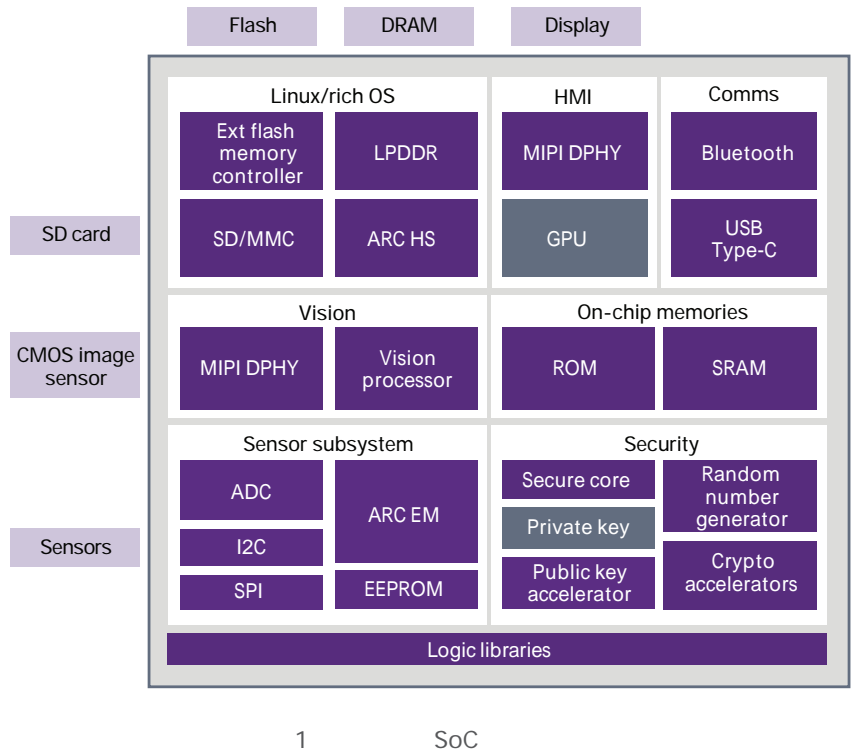 Flash
DRAM
Display
Linux/rich OS
HMI
Comms
Ext flash
memory
controller
LPDDR
MIPI DPHY
Bluetooth
SD card
SD/MMC
ARC HS
GPU
USB
Type-C
Vision
On-chip memories
CMOS image
sensor
MIPI DPHY
Vision
processor
ROM
SRAM
Sensor subsystem
Security
ADC
ARC EM
Secure core
Random
number
generator
Sensors
I2C
Private key
SPI
EEPROM
Public key
accelerator
Crypto
accelerators
Logic libraries
1 SoC